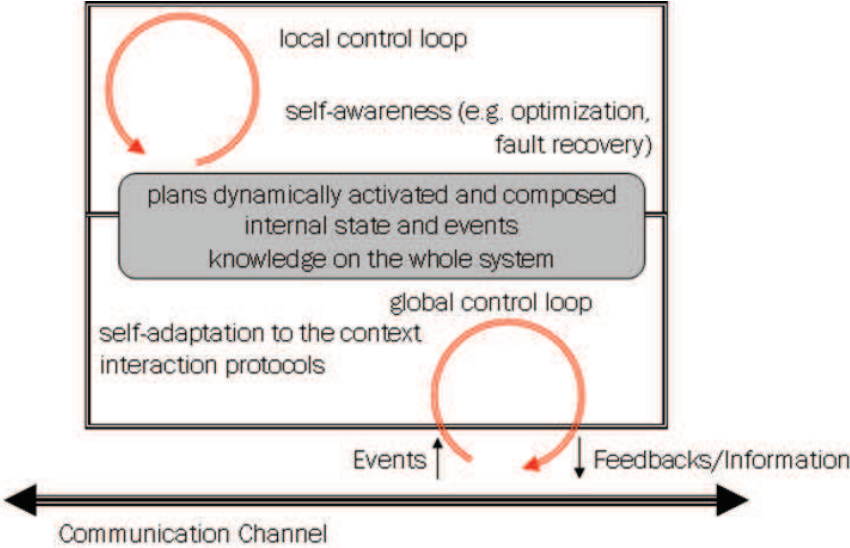 local control loop
self-awareness (e.g. optimization,
fault recovery)
plans dynamically activated and composed
internal state and events
knowledge on the whole system
global control loop
self-adaptation to the context
interaction protocols
Events
Feedbacks/Information
Communication Channel